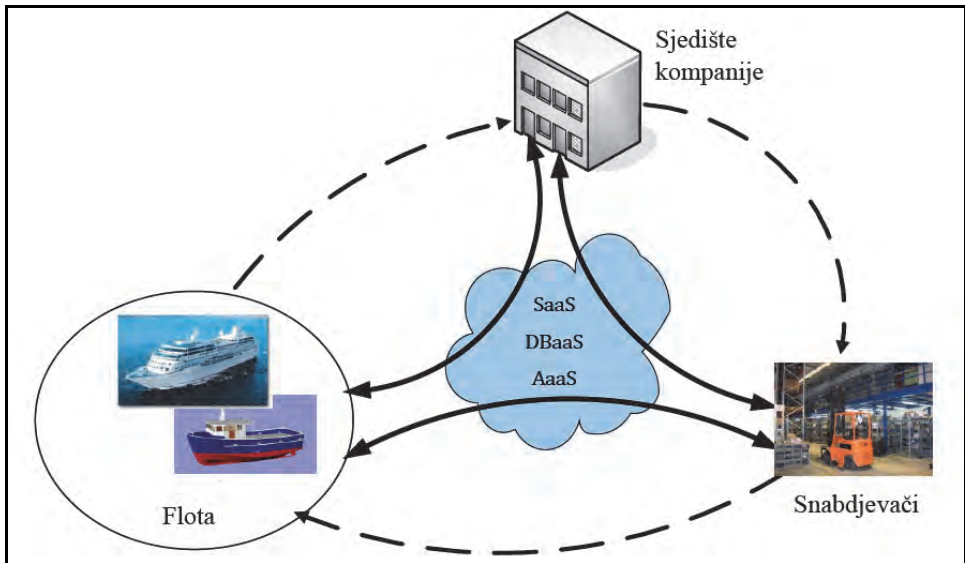 Sjedište
kompanije
SaaS
DBaaS
AaaS
Flota
Snabdjevači